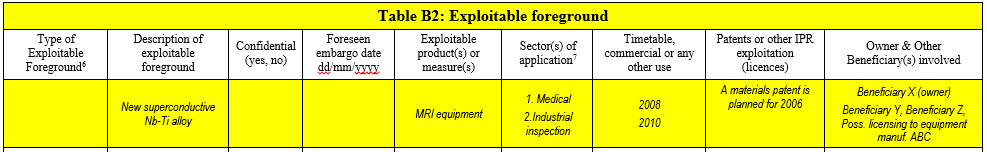 Table B2: Exploitable foreground
Type of
Exploitable
Foreground6
Description of
exploitable
foreground
Confidential
(yes, no)
Foreseen
embargo date
dd/mm/yyyy
Exploitable
product(s) or
measure(s)
Sector(s) of
application7
Timetable,
commercial or any
other use
Patents or other IPR
exploitation
(licences)
Owner & Other
Beneficiary(s) involved
New superconductive
Nb-Ti alloy
MRI equipment
1. Medical
2.Industrial
inspection
2008
2010
A materials patent is
planned for 2006
Beneficiary X (owner)
Beneficiary Y, Beneficiary Z,
Poss. licensing to equipment
manuf. ABC